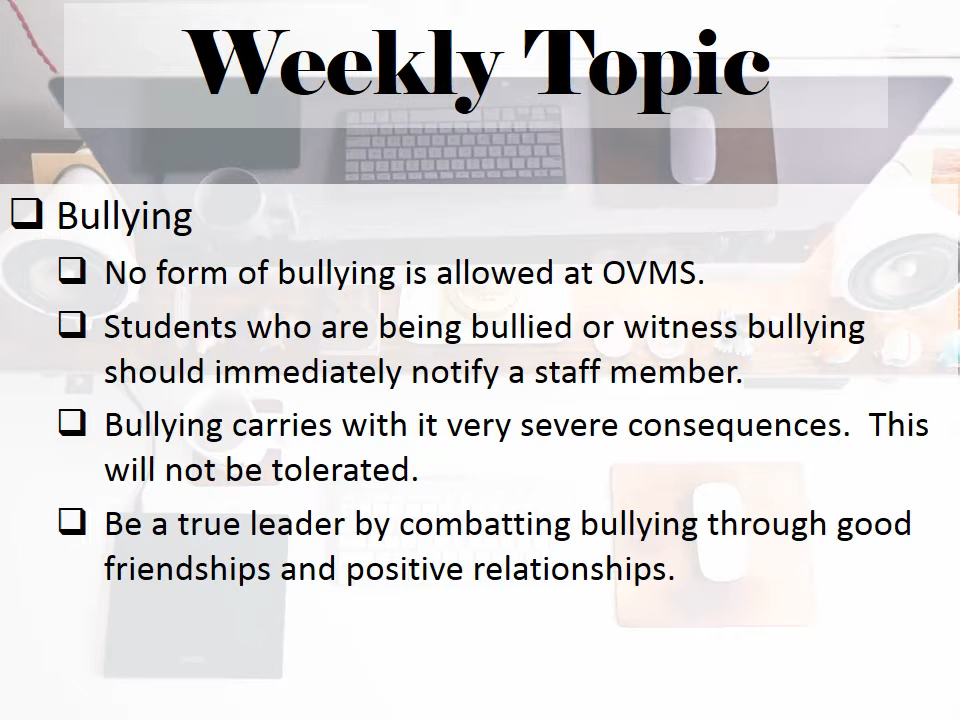 Weekly Topic
❑ Bullying
❑ No form of bullying is allowed at OVMS.
❑ Students who are being bullied or witness bullying
should immediately notify a staff member.
❑ Bullying carries with it very severe consequences.  This
will not be tolerated.
❑ Be a true leader by combatting bullying through good
friendships and positive relationships.